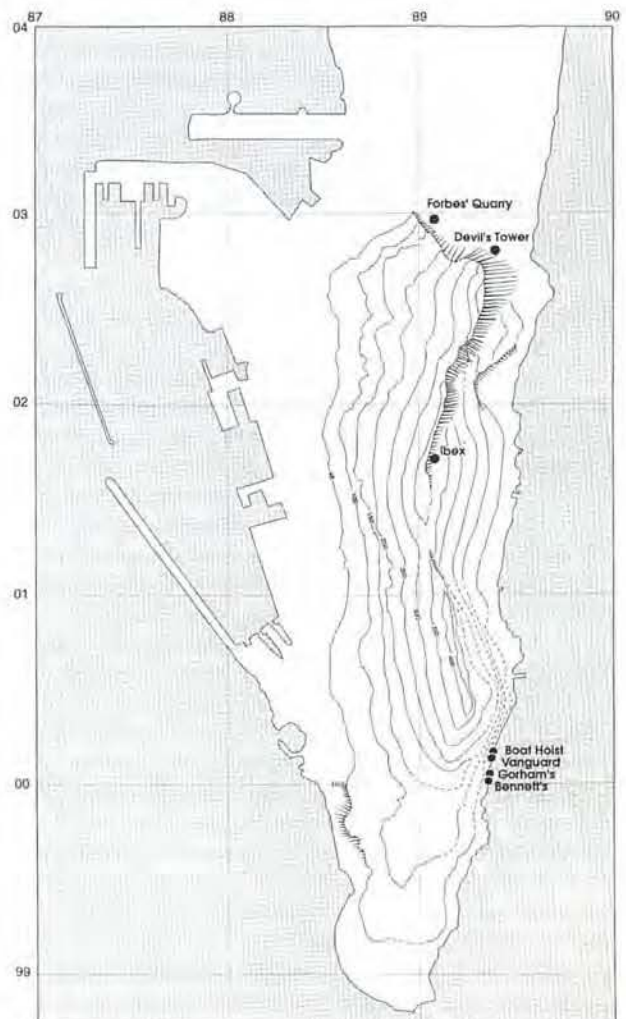 87 88 89 90
04
Forbes' Quarry
03
Devil's Tower
02
Ibex
01
Boat Hoist
Vanguard
Gorham's
00
Bennett's
99